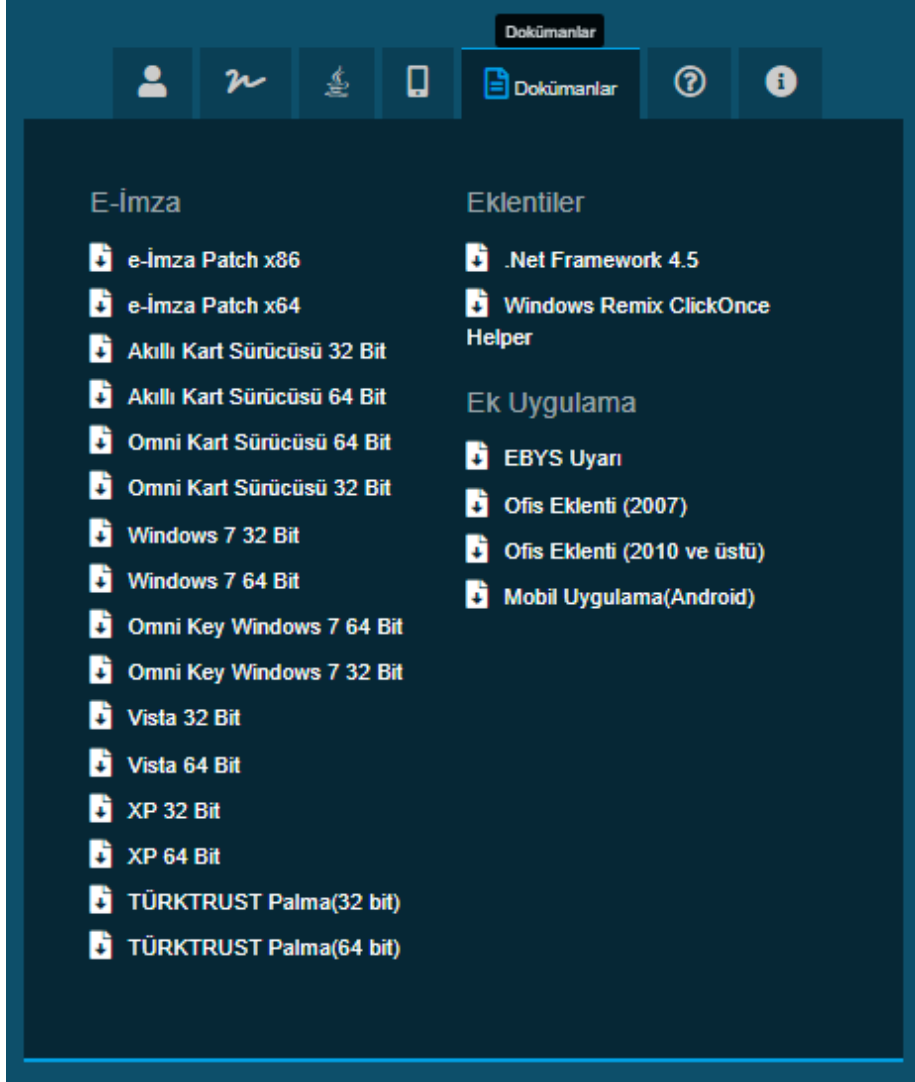 Dokümanlar
Dokümanlar
E-İmza
e-İmza Patch x86
e-İmza Patch x64
Akıllı Kart Sürücüsü 32 Bit
Akıllı Kart Sürücüsü 64 Bit
Omni Kart Sürücüsü 64 Bit
Omni Kart Sürücüsü 32 Bit
Windows 7 32 Bit
Windows 7 64 Bit
Omni Key Windows 7 64 Bit
Omni Key Windows 7 32 Bit
Vista 32 Bit
Vista 64 Bit
XP 32 Bit
XP 64 Bit
TÜRKTRUST Palma(32 bit)
TÜRKTRUST Palma(64 bit)
Eklentiler
.Net Framework 4.5
Windows Remix ClickOnce
Helper
Ek Uygulama
EBYS Uyarı
Ofis Eklenti (2007)
Ofis Eklenti (2010 ve üstü)
Mobil Uygulama(Android)